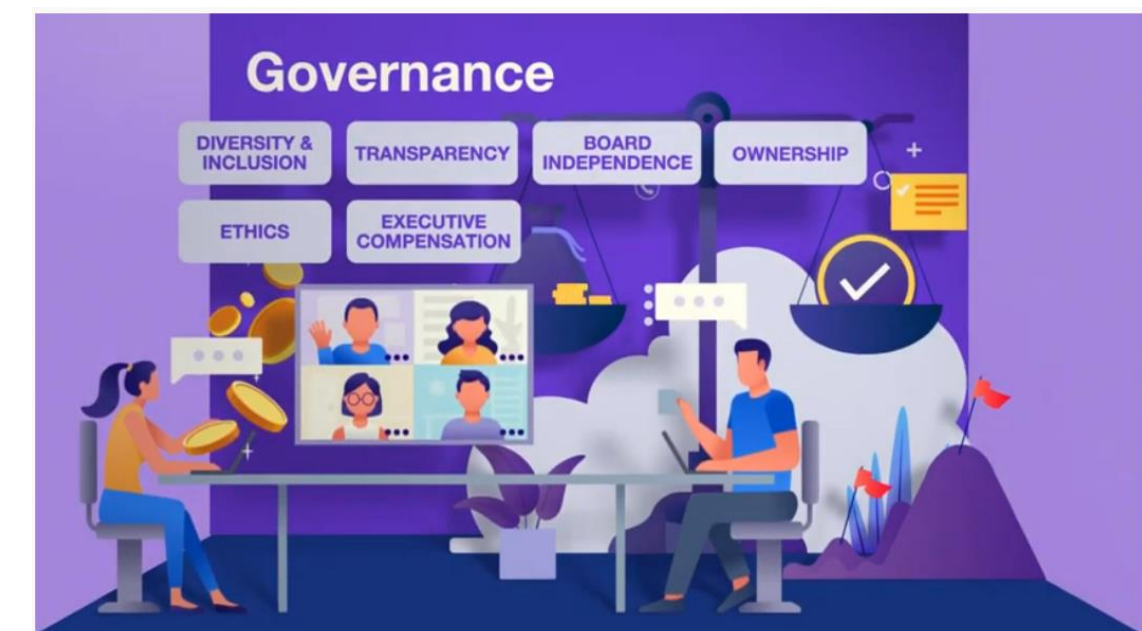 Governance
DIVERSITY &
INCLUSION
TRANSPARENCY
BOARD
INDEPENDENCE
OWNERSHIP
ETHICS
EXECUTIVE
COMPENSATION